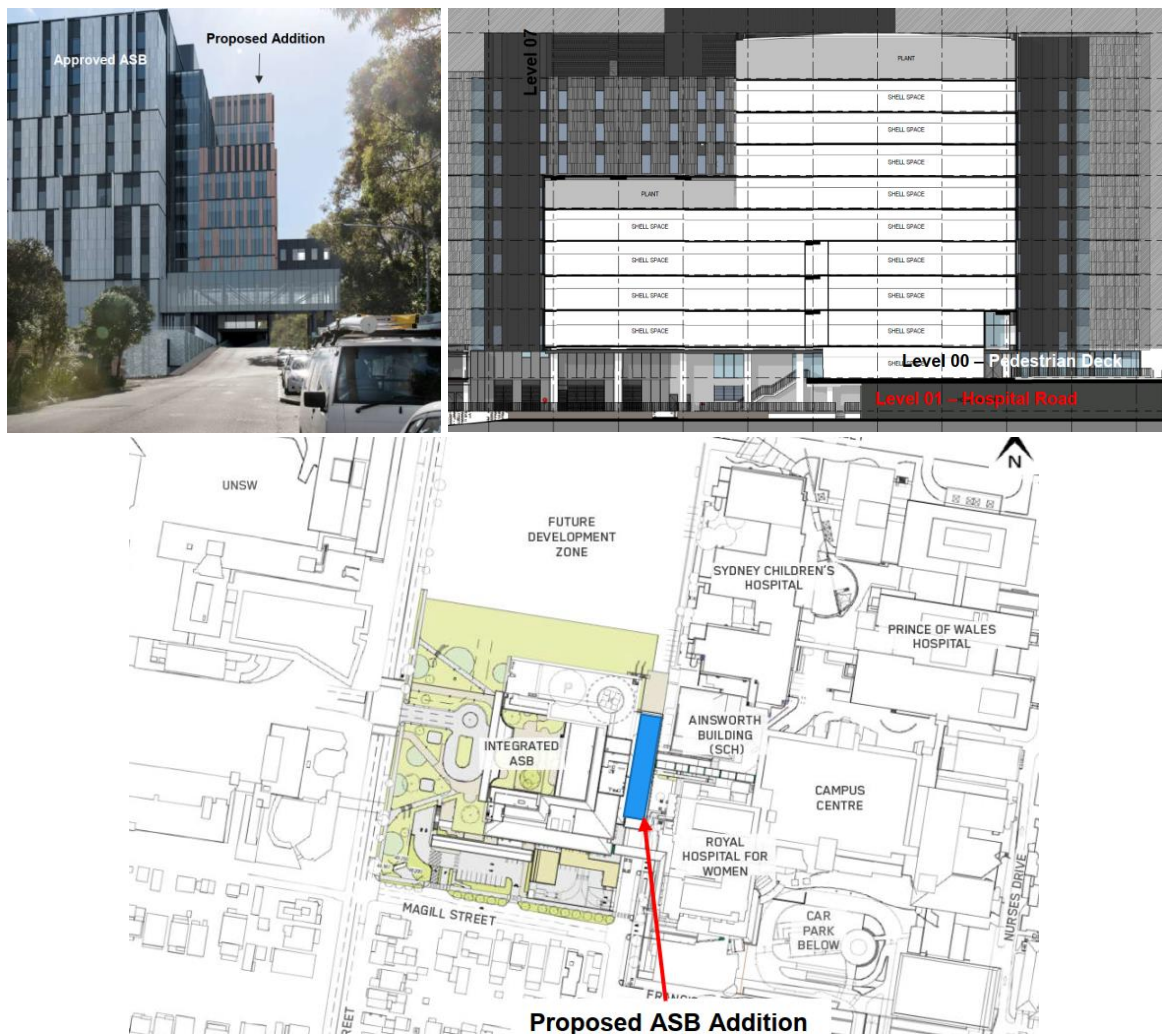 Approved ASB
Proposed Addition
Level 07
PLANT
SHELL SPACE
SHELL SPACE
SHELL SPACE
PLANT
SHELL SPACE
SHELL SPACE
SHELL SPACE
SHELL SPACE
SHELL SPACE
SHELL SPACE
SHELL SPACE
SHELL SPACE
SHELL SPACE
SHELL SPACE
Level 00 – Pedestrian Deck
Level 01 – Hospital Road
N
UNSW
FUTURE
DEVELOPMENT
ZONE
SYDNEY CHILDREN'S
HOSPITAL
PRINCE OF WALES
HOSPITAL
INTEGRATED
ASB
AINSWORTH
BUILDING
(SCH)
CAMPUS
CENTRE
ROYAL
HOSPITAL FOR
WOMEN
MAGILL STREET
CAR
PARK
BELOW
NURSES DRIVE
STREET
Proposed ASB Addition